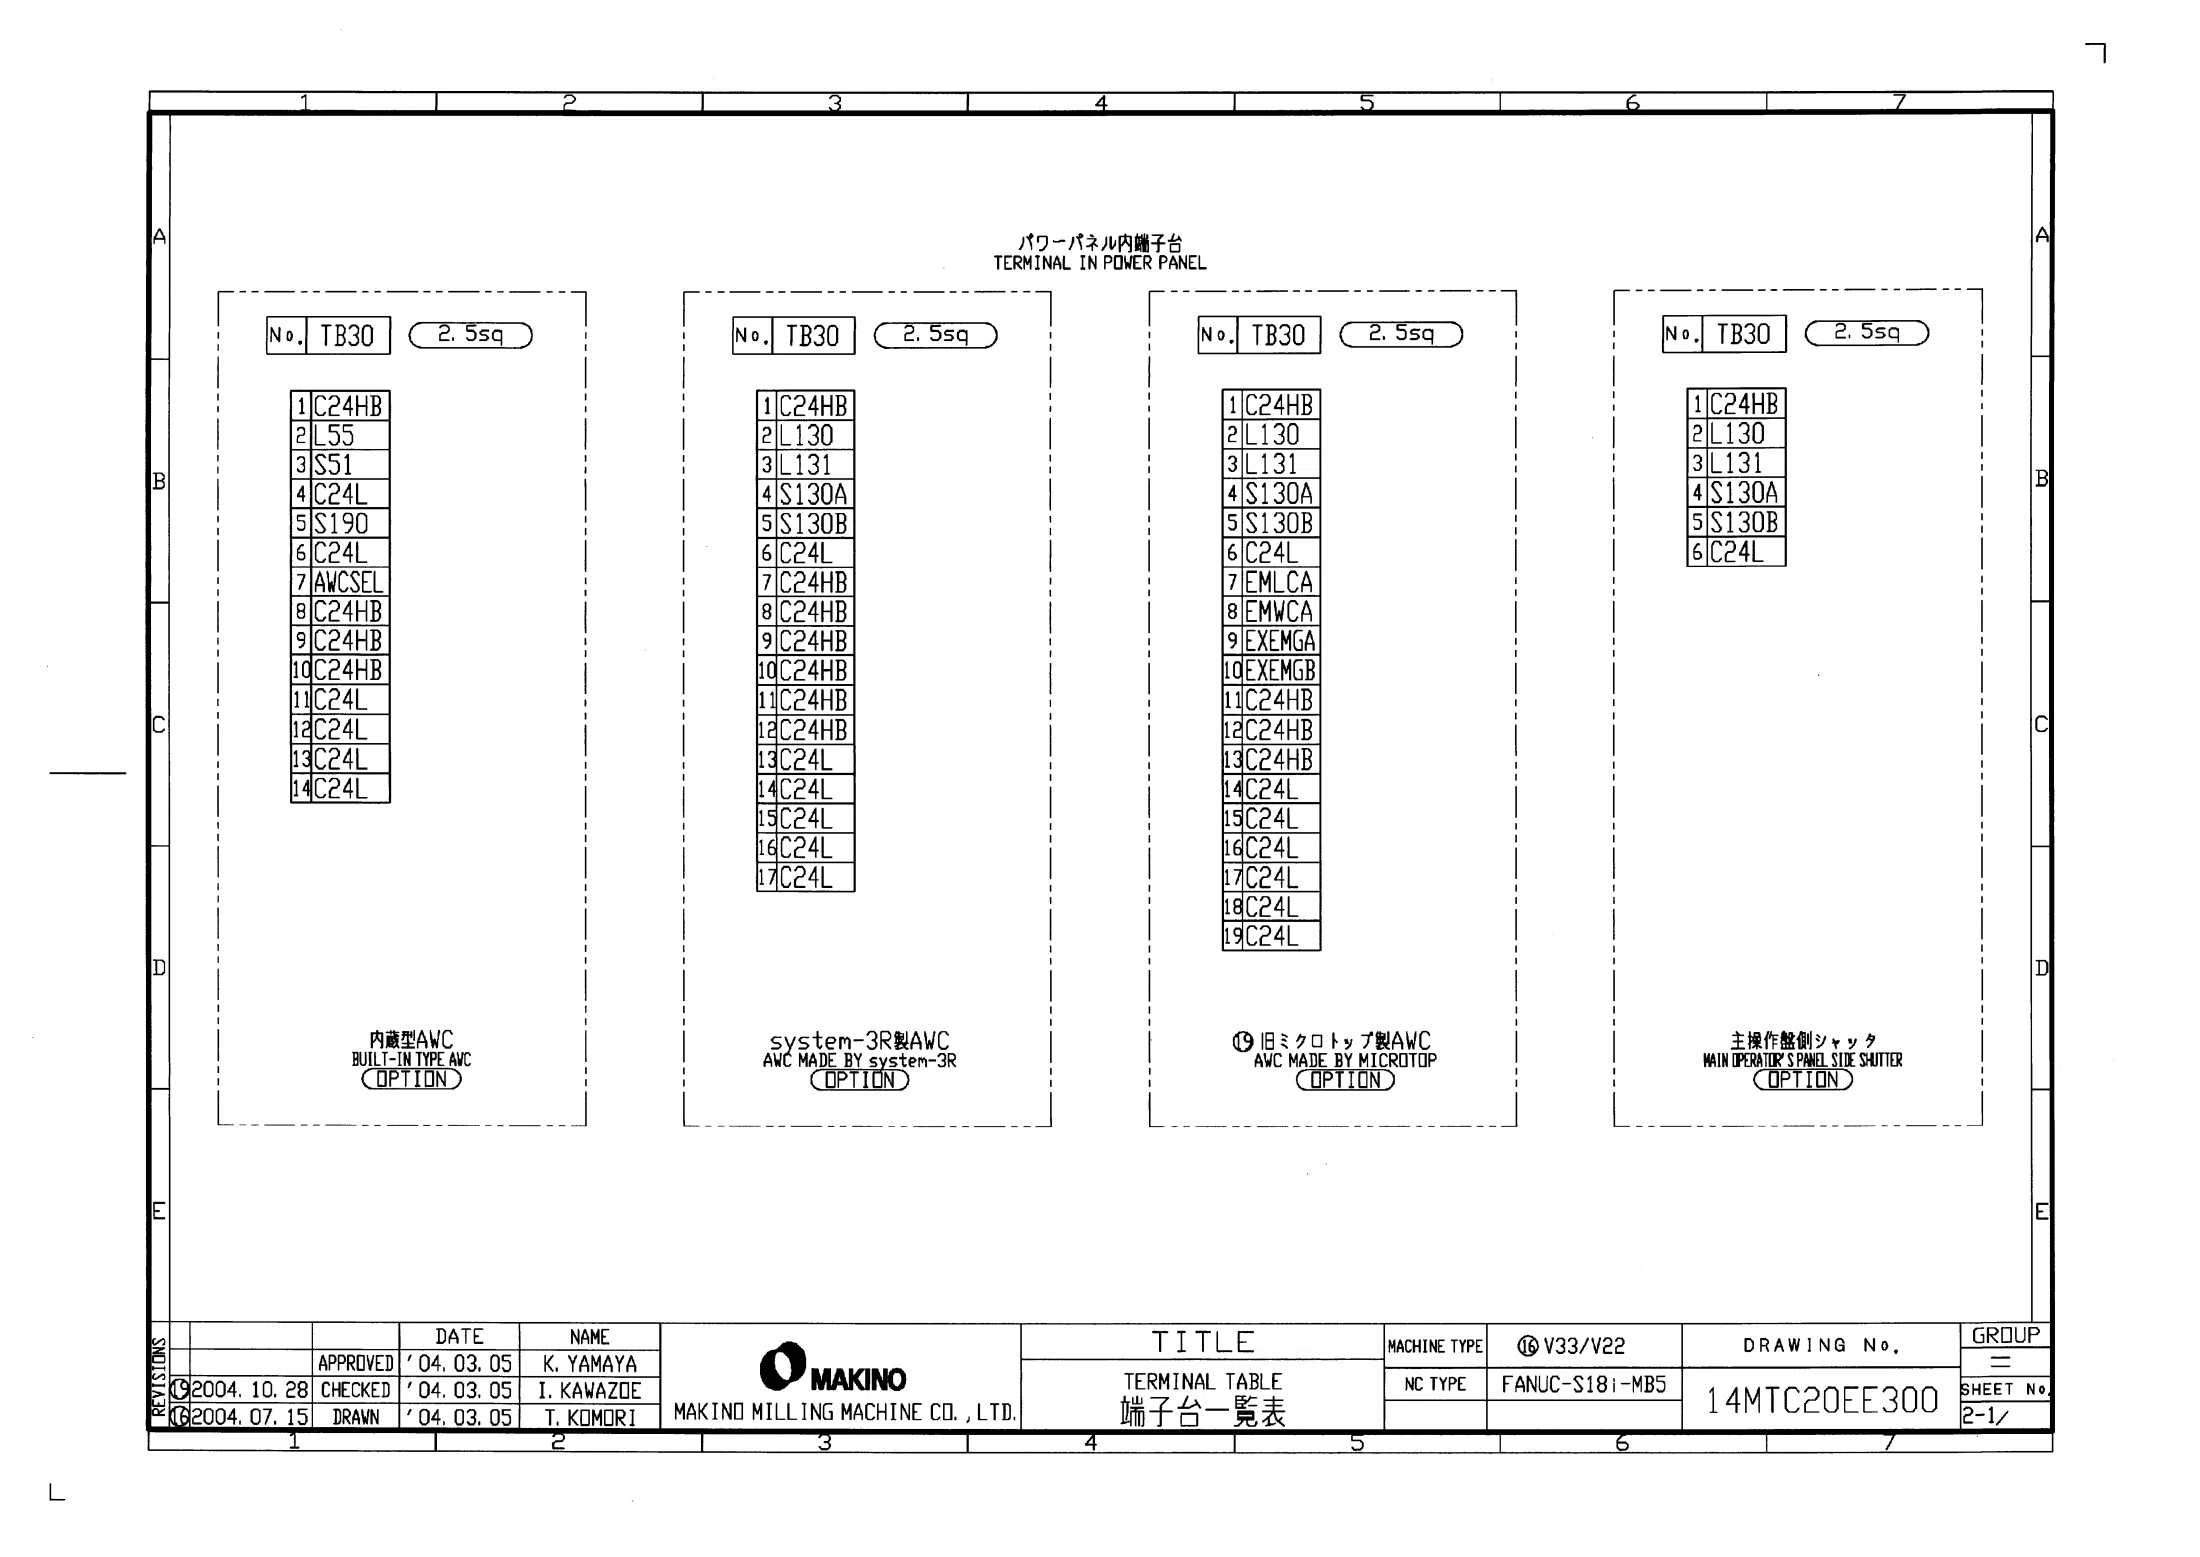 1 2 3 4 5 6 7
A A
パワーパネル内端子台
TERMINAL IN POWER PANEL
No. TB30 2.5sq
1 C24HB
2 L55
3 S51
4 C24L
5 S190
6 C24L
7 AWCSEL
8 C24HB
9 C24HB
10 C24HB
11 C24L
12 C24L
13 C24L
14 C24L
内蔵型AWC
BUILT-IN TYPE AWC
OPTION
No. TB30 2.5sq
1 C24HB
2 L130
3 L131
4 S130A
5 S130B
6 C24L
7 C24HB
8 C24HB
9 C24HB
10 C24HB
11 C24HB
12 C24HB
13 C24L
14 C24L
15 C24L
16 C24L
17 C24L
system-3R製AWC
AWC MADE BY system-3R
OPTION
No. TB30 2.5sq
1 C24HB
2 L130
3 L131
4 S130A
5 S130B
6 C24L
7 EMLCA
8 EMWCA
9 EXEMGA
10 EXEMGB
11 C24HB
12 C24HB
13 C24HB
14 C24L
15 C24L
16 C24L
17 C24L
18 C24L
19 C24L
⑲旧ミクロトップ製AWC
AWC MADE BY MICROTOP
OPTION
No. TB30 2.5sq
1 C24HB
2 L130
3 L131
4 S130A
5 S130B
6 C24L
主操作盤側シャッタ
MAIN OPERATOR'S PANEL SIDE SHUTTER
OPTION
B B
C C
D D
E E
REVISIONS
DATE NAME
APPROVED '04.03.05 K.YAMAYA
⑲2004.10.28 CHECKED '04.03.05 I.KAWAZOE
⑯2004.07.15 DRAWN '04.03.05 T.KOMORI
MAKINO
MAKINO MILLING MACHINE CO.,LTD.
TITLE
TERMINAL TABLE
端子台一覧表
MACHINE TYPE ⑯V33/V22
NC TYPE FANUC-S18i-MB5
DRAWING No.
14MTC20EE300
GROUP
=
SHEET No.
2-1/
1 2 3 4 5 6 7